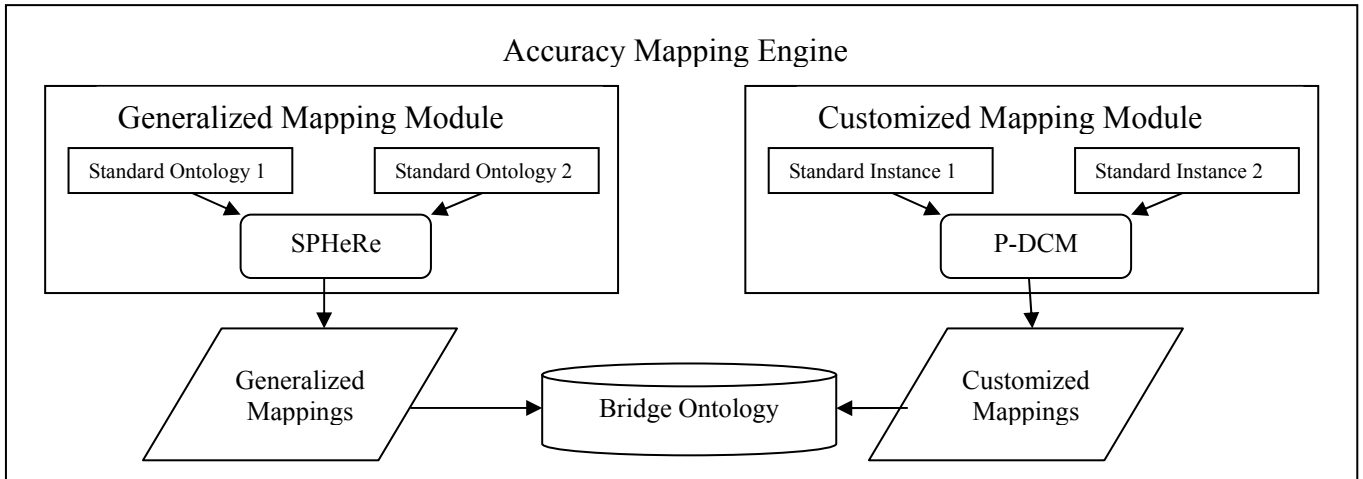 Accuracy Mapping Engine
Generalized Mapping Module
Standard Ontology 1
Standard Ontology 2
SPHeRe
Customized Mapping Module
Standard Instance 1
Standard Instance 2
P-DCM
Generalized
Mappings
Bridge Ontology
Customized
Mappings